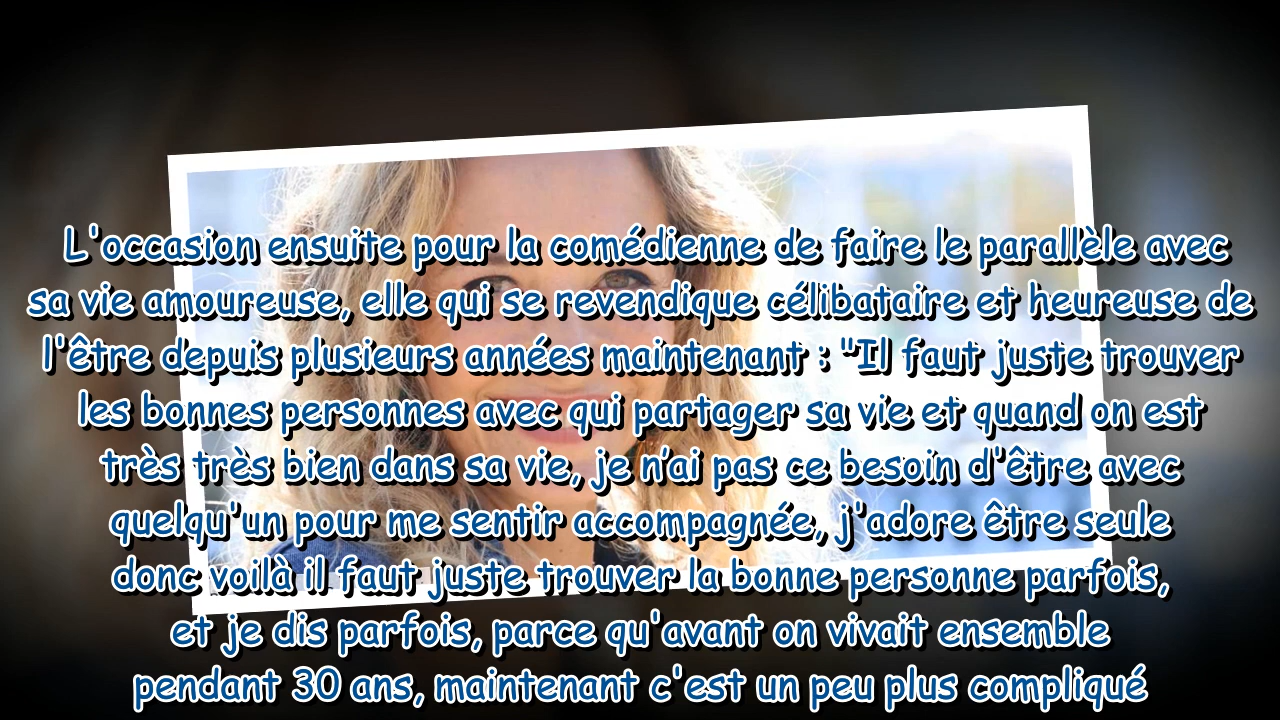 L'occasion ensuite pour la comédienne de faire le parallèle avec
sa vie amoureuse, elle qui se revendique célibataire et heureuse de
l'être depuis plusieurs années maintenant : "Il faut juste trouver
les bonnes personnes avec qui partager sa vie et quand on est
très très bien dans sa vie, je n’ai pas ce besoin d'être avec
quelqu'un pour me sentir accompagnée, j'adore être seule
donc voilà il faut juste trouver la bonne personne parfois,
et je dis parfois, parce qu'avant on vivait ensemble
pendant 30 ans, maintenant c'est un peu plus compliqué